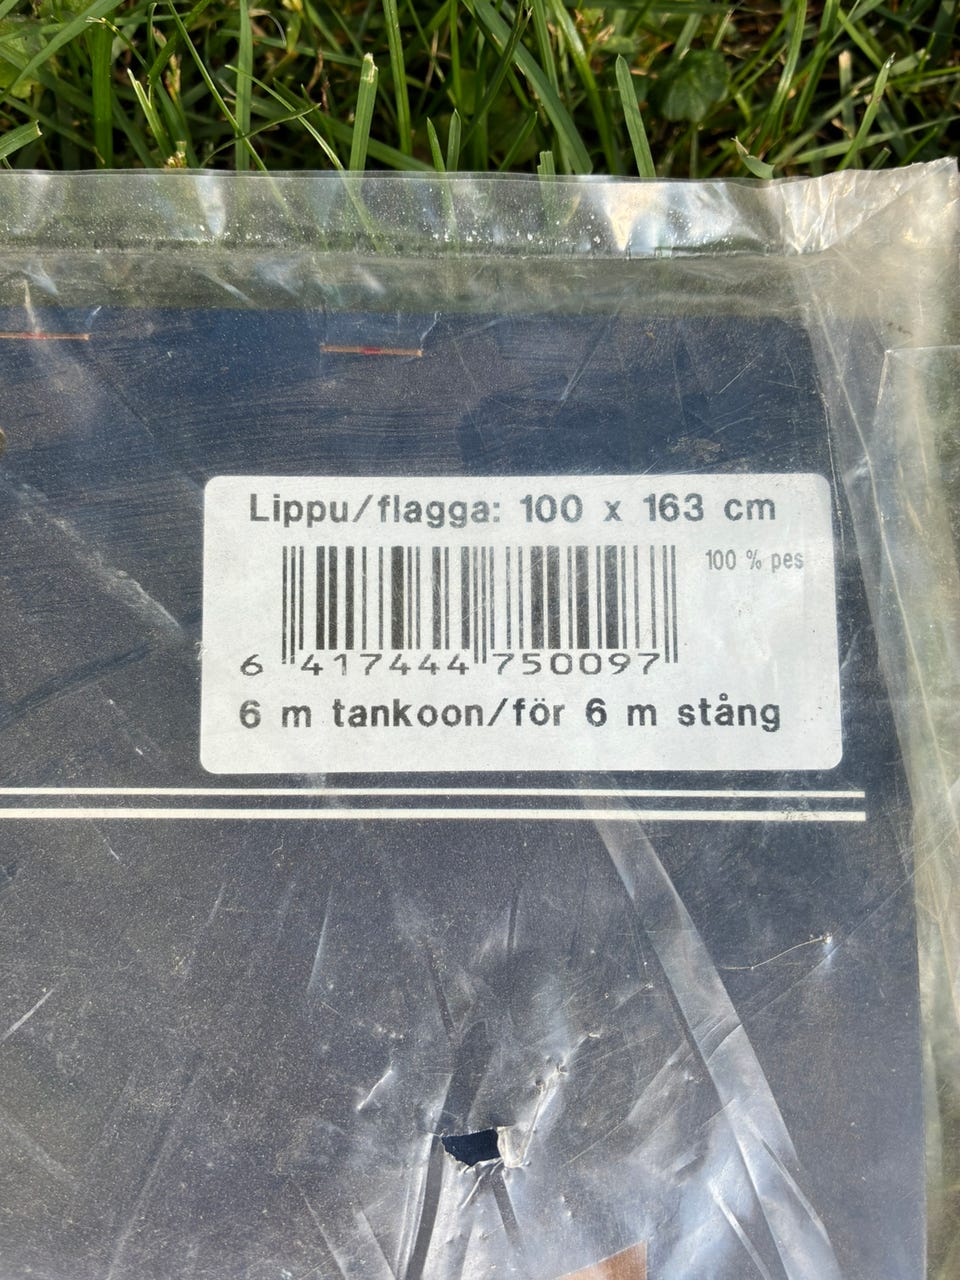 Lippu/flagga: 100 x 163 cm
100 % pes
6 417444 750097
6 m tankoon/för 6 m stång